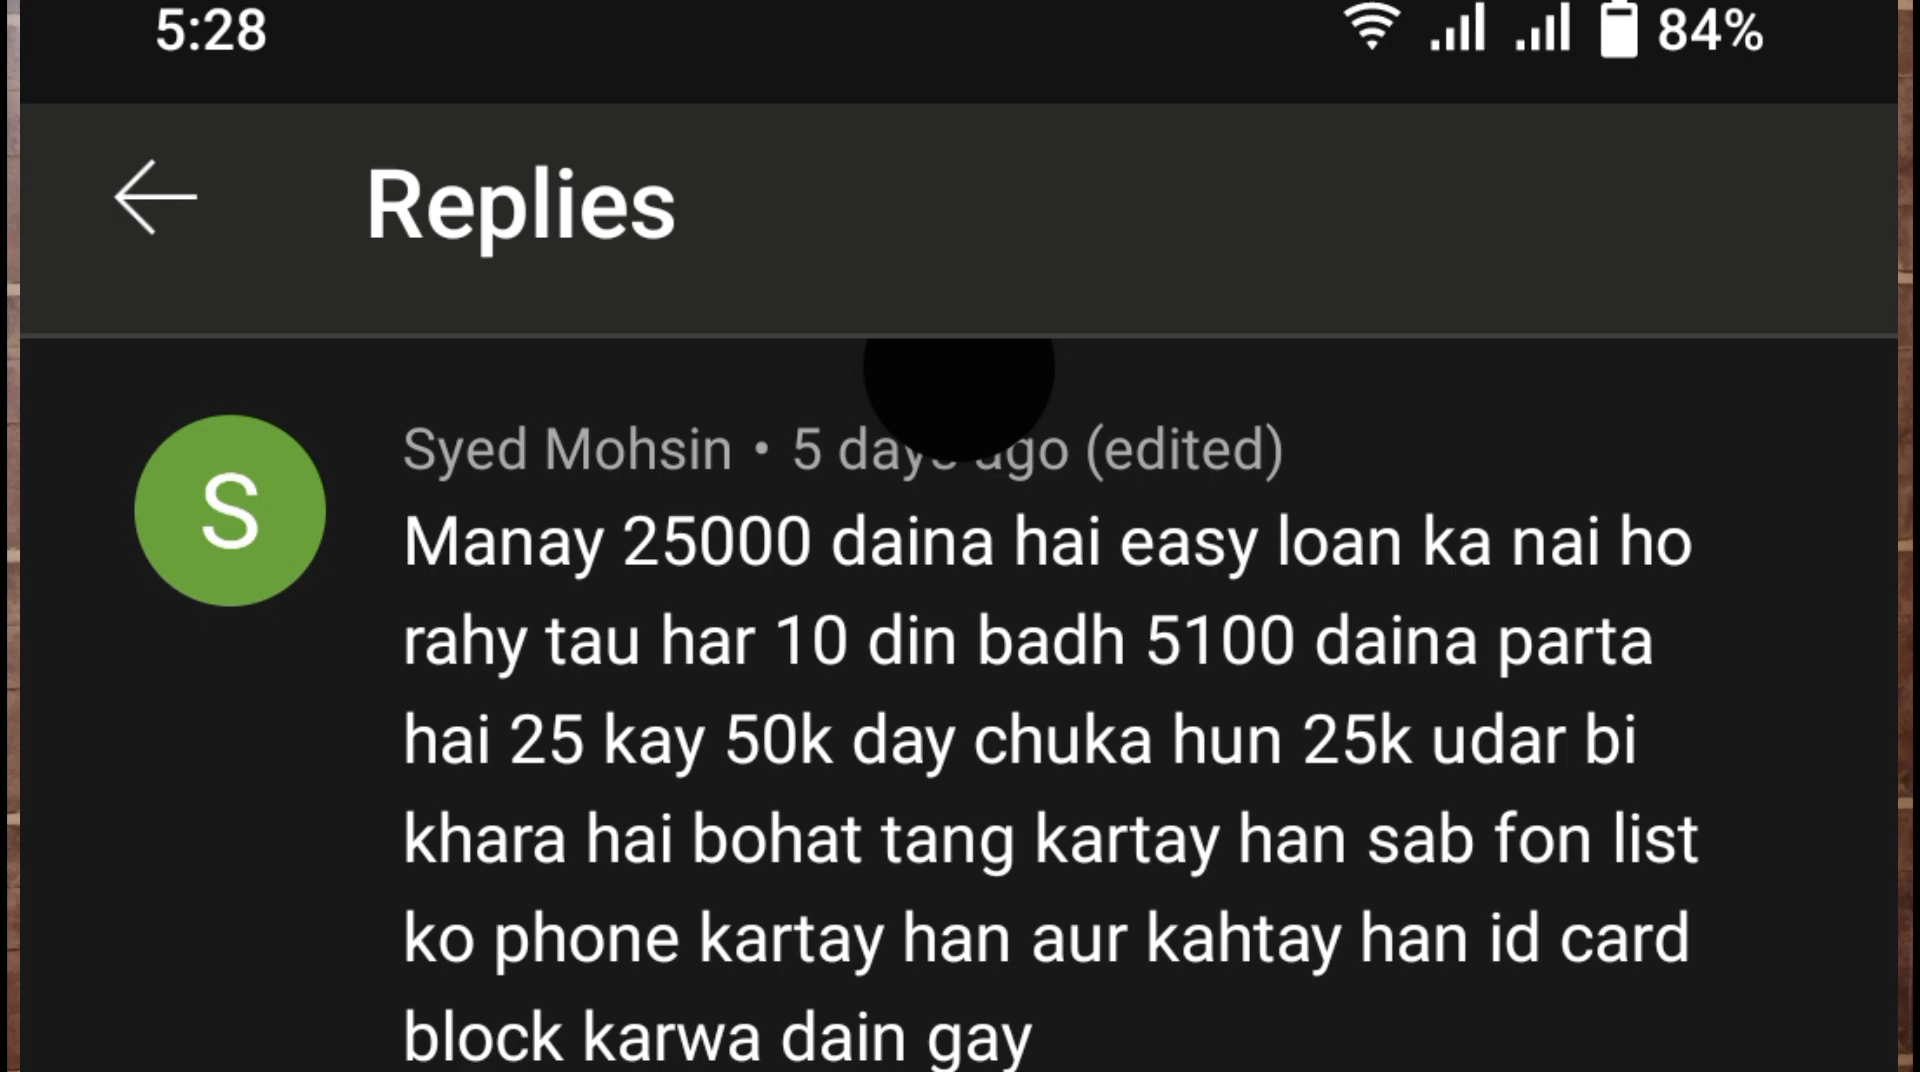 5:28
84%
Replies
S
Syed Mohsin • 5 days ago (edited)
Manay 25000 daina hai easy loan ka nai ho
rahy tau har 10 din badh 5100 daina parta
hai 25 kay 50k day chuka hun 25k udar bi
khara hai bohat tang kartay han sab fon list
ko phone kartay han aur kahtay han id card
block karwa dain gay